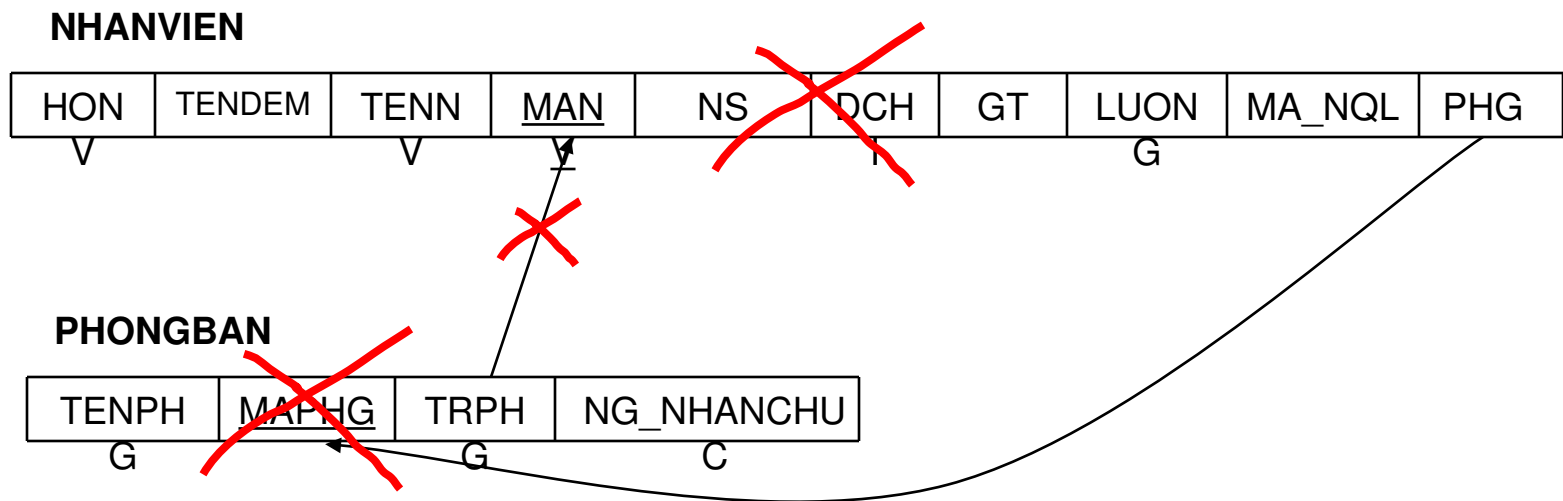 NHANVIEN
HON TENDEM TENN MAN NS DCH GT LUON MA_NQL PHG
V V V I G
PHONGBAN
TENPH MAPHG TRPH NG_NHANCHU
G G C